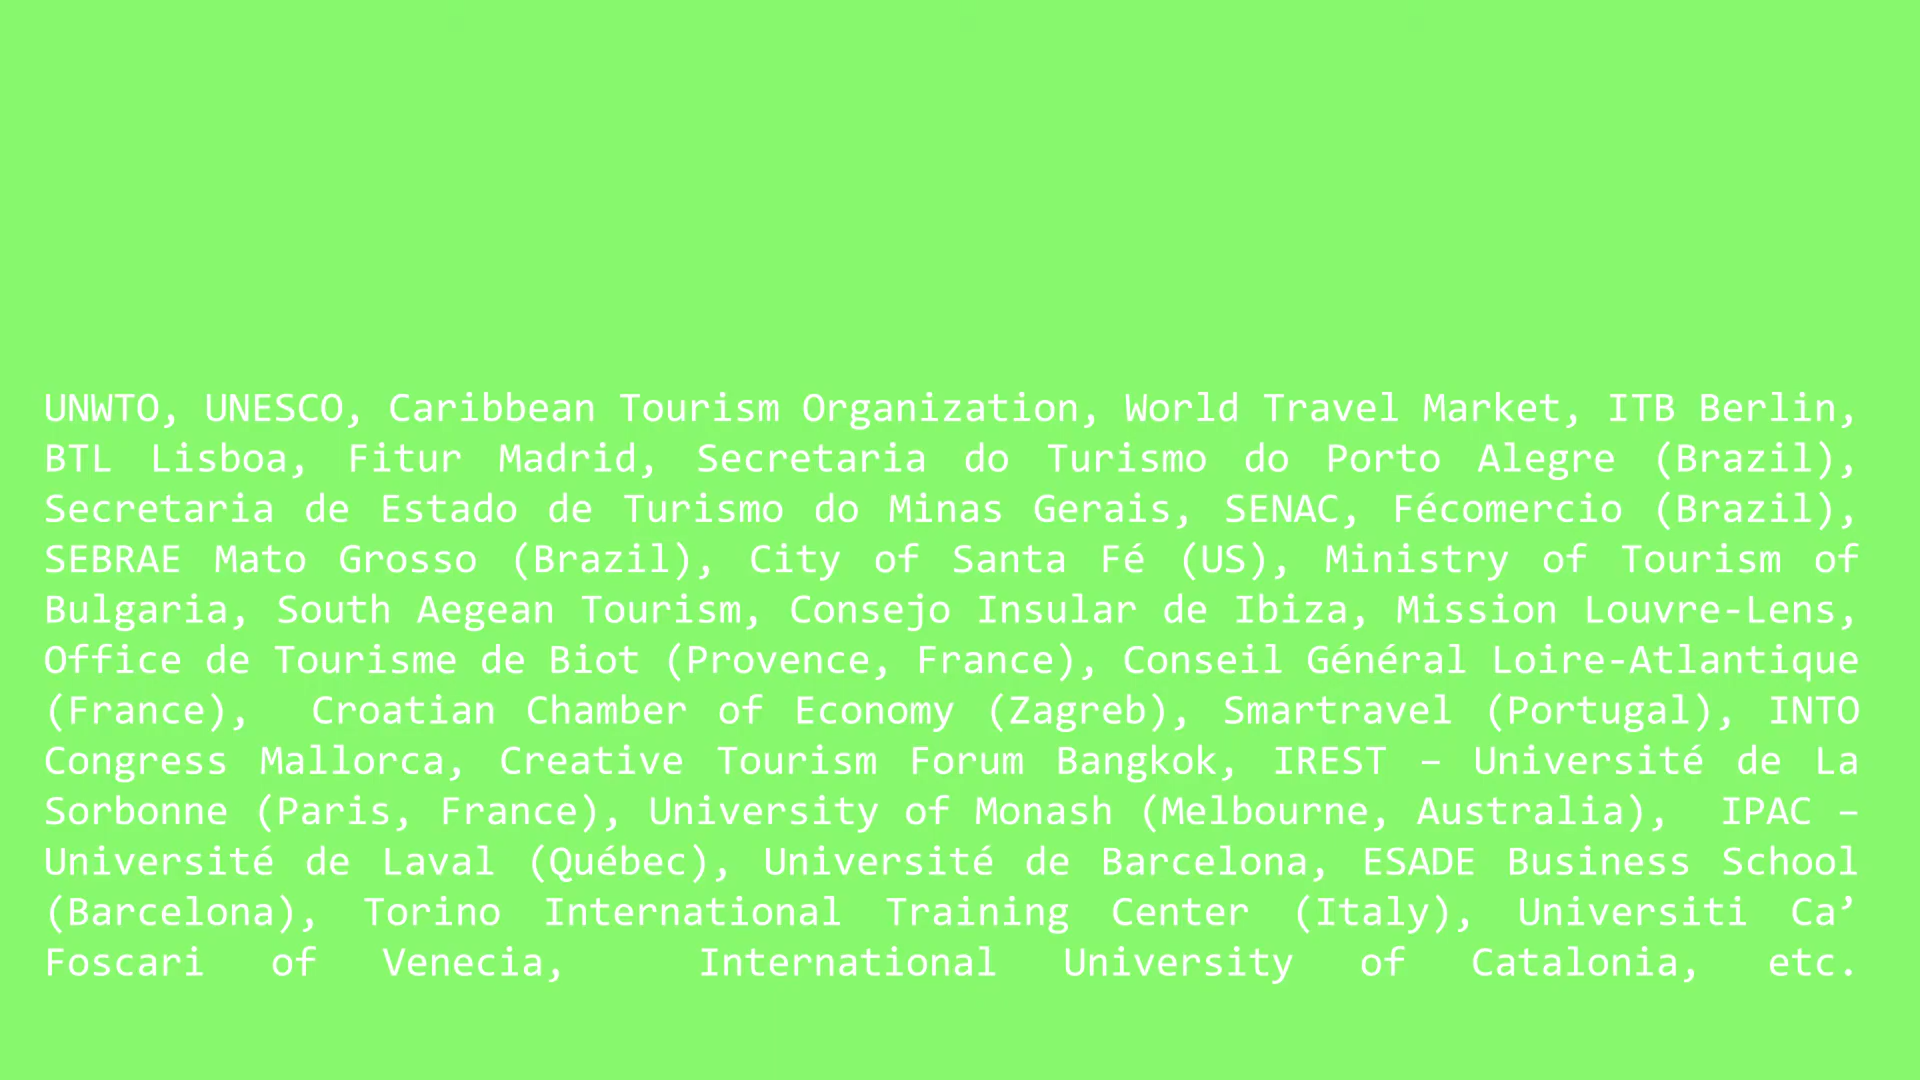 UNWTO, UNESCO, Caribbean Tourism Organization, World Travel Market, ITB Berlin,
BTL Lisboa, Fitur Madrid, Secretaria do Turismo do Porto Alegre (Brazil),
Secretaria de Estado de Turismo do Minas Gerais, SENAC, Fécomercio (Brazil),
SEBRAE Mato Grosso (Brazil), City of Santa Fé (US), Ministry of Tourism of
Bulgaria, South Aegean Tourism, Consejo Insular de Ibiza, Mission Louvre-Lens,
Office de Tourisme de Biot (Provence, France), Conseil Général Loire-Atlantique
(France), Croatian Chamber of Economy (Zagreb), Smartravel (Portugal), INTO
Congress Mallorca, Creative Tourism Forum Bangkok, IREST – Université de La
Sorbonne (Paris, France), University of Monash (Melbourne, Australia), IPAC –
Université de Laval (Québec), Université de Barcelona, ESADE Business School
(Barcelona), Torino International Training Center (Italy), Universiti Ca’
Foscari of Venecia, International University of Catalonia, etc.